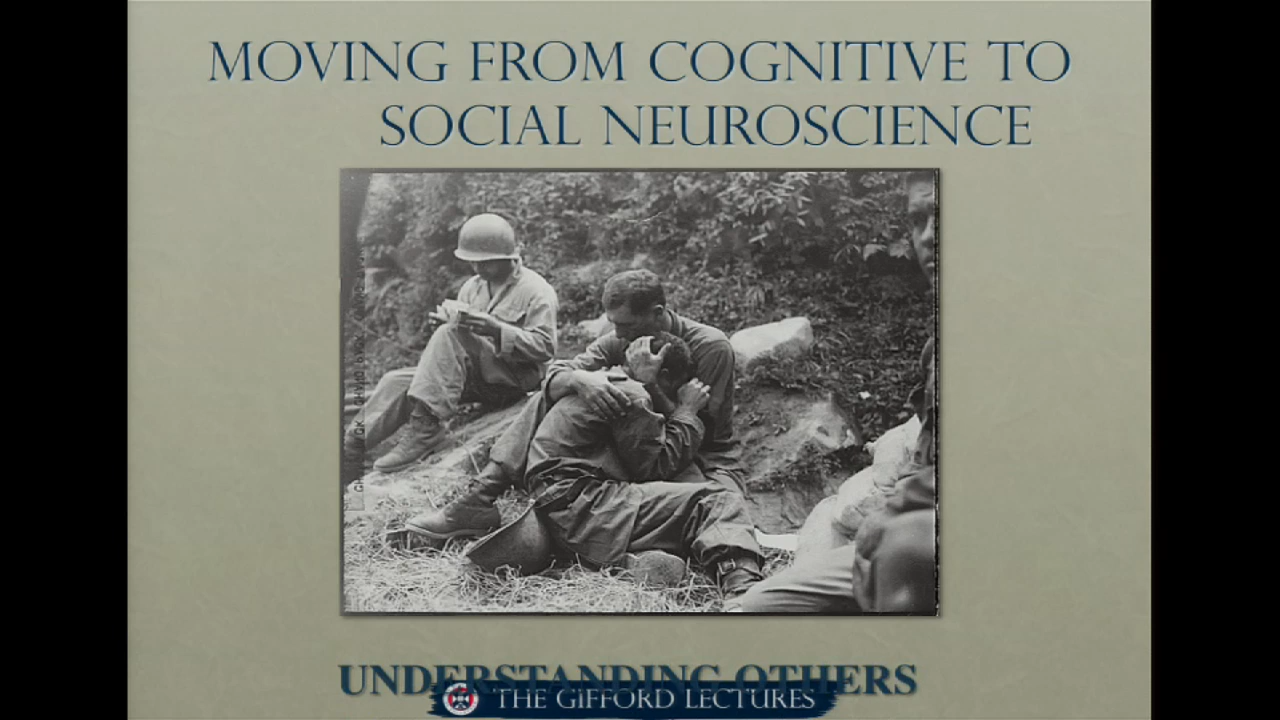 MOVING FROM COGNITIVE TO
SOCIAL NEUROSCIENCE
UNDERSTANDING OTHERS
THE GIFFORD LECTURES